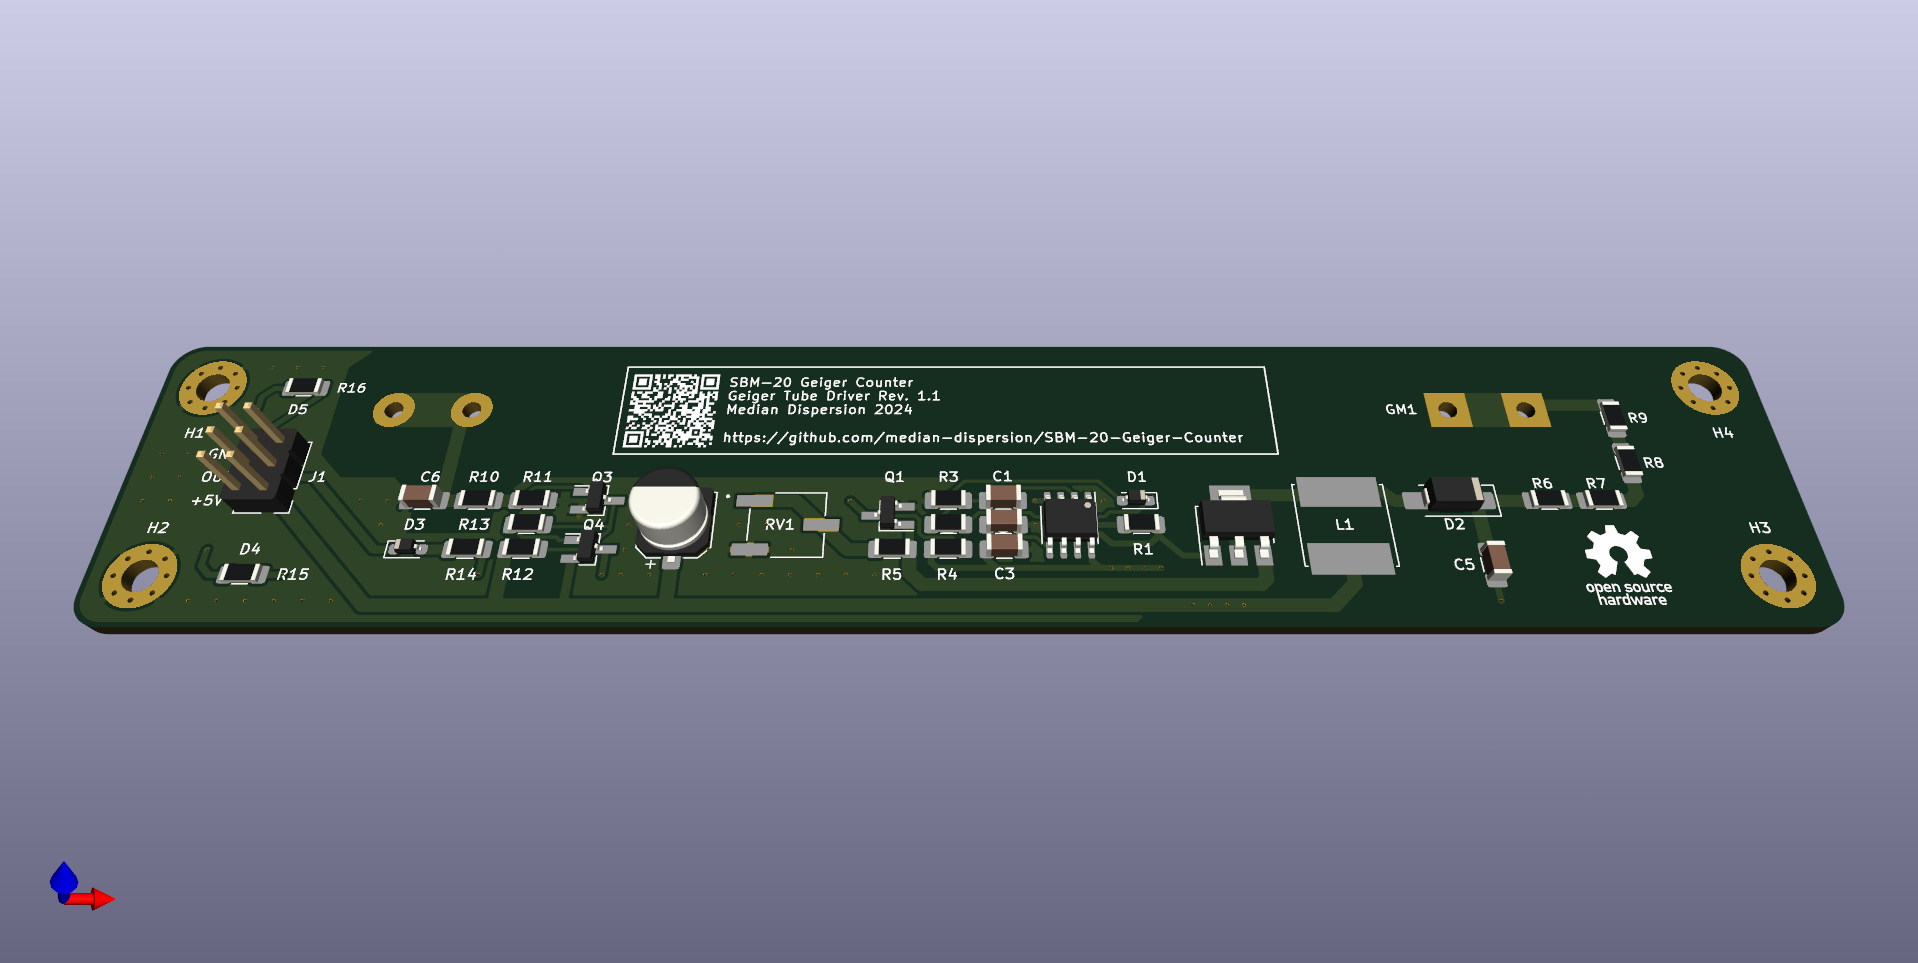 SBM-20 Geiger Counter
Geiger Tube Driver Rev. 1.1
Median Dispersion 2024
https://github.com/median-dispersion/SBM-20-Geiger-Counter
R16
D5
H1
J1
+5V
H2
D4
R15
C6
R10
R11
Q3
D3
R13
Q4
R14
R12
+
RV1
Q1
R3
C1
D1
R5
R4
C3
R1
L1
GM1
R9
H4
R8
R6
R7
D2
C5
H3
open source
hardware